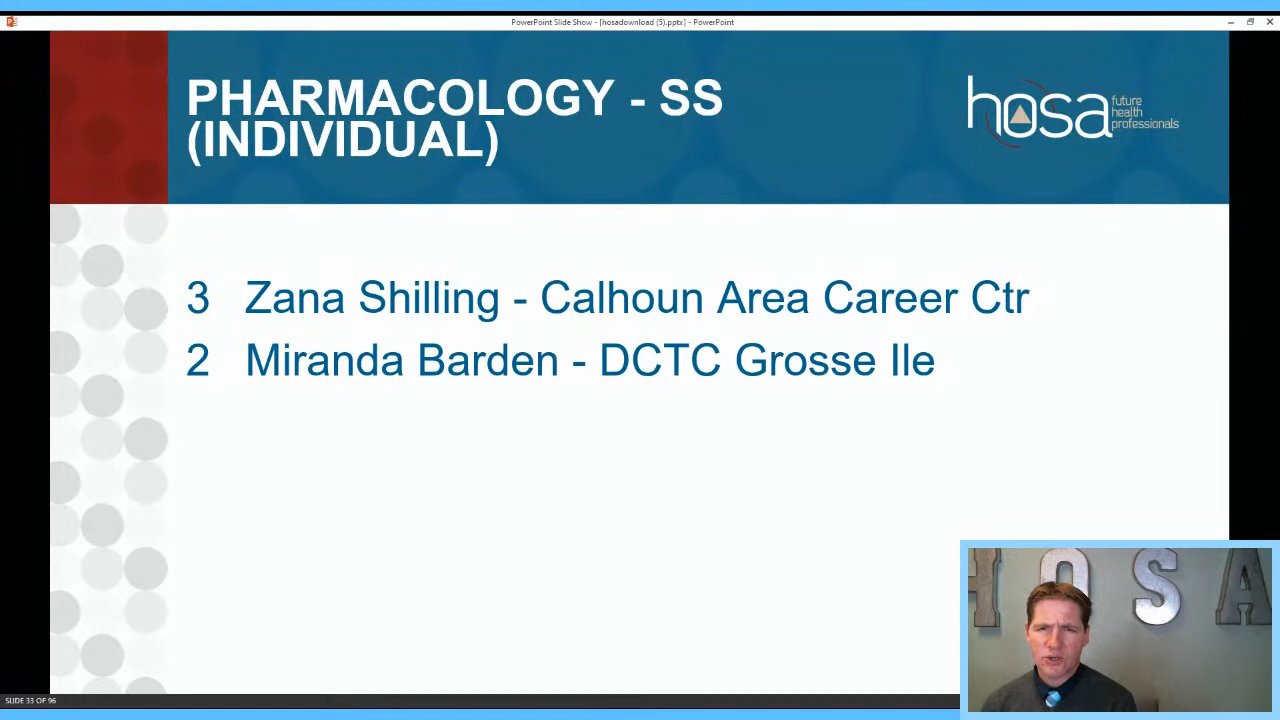 PowerPoint Slide Show - [hosadownload (5).pptx] - PowerPoint
PHARMACOLOGY - SS
(INDIVIDUAL)
hosa
future
health
professionals
3 Zana Shilling - Calhoun Area Career Ctr
2 Miranda Barden - DCTC Grosse Ile
HOSA
SLIDE 33 OF 96